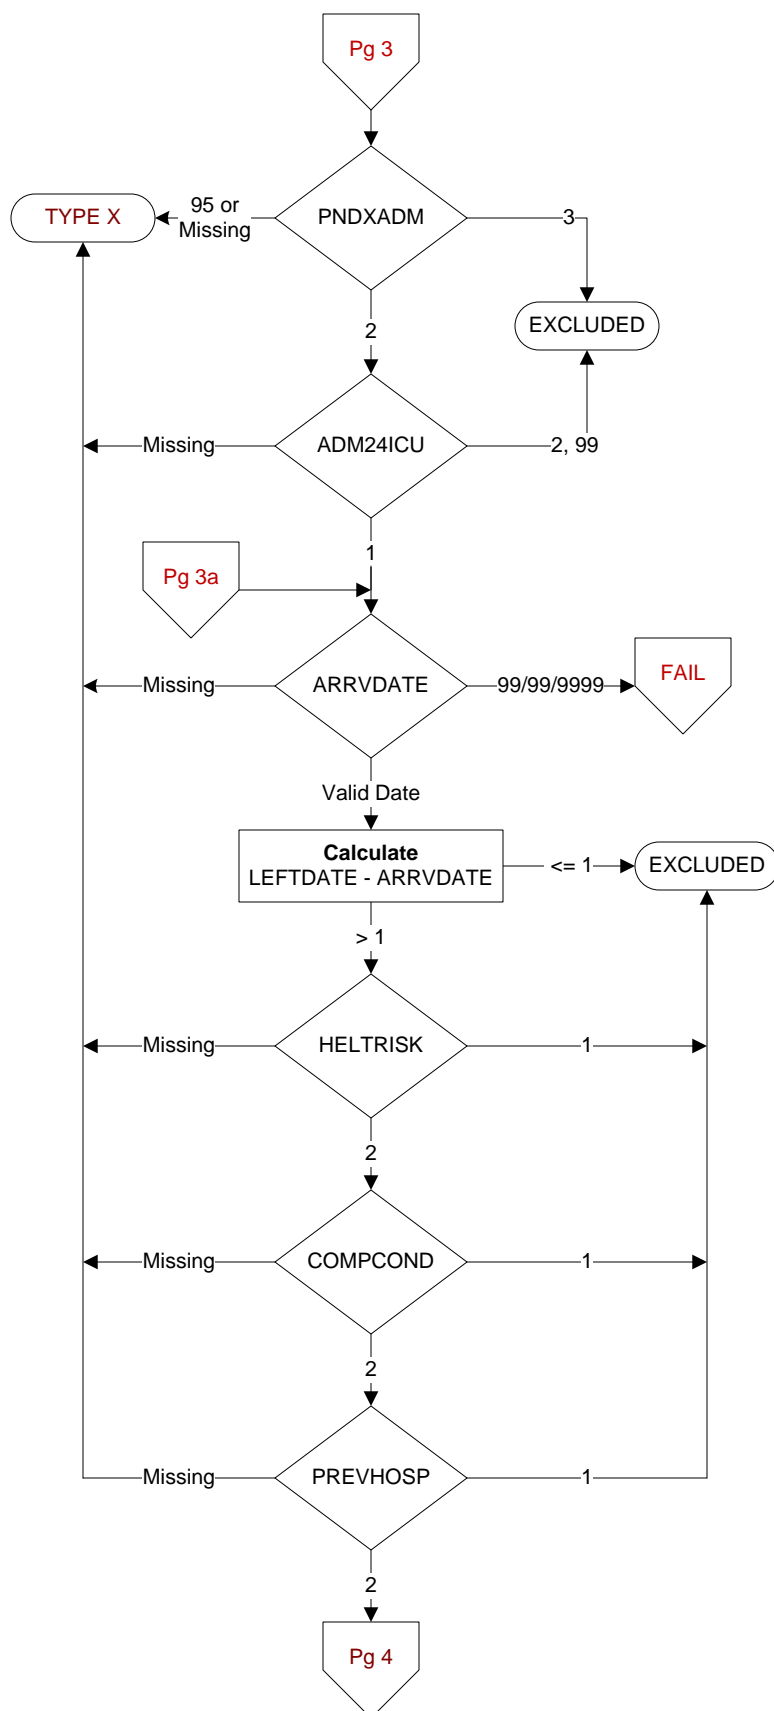 Pg 3
TYPE X
95 or
Missing
PNDXADM
3
EXCLUDED
2
Missing
ADM24ICU
2, 99
1
Pg 3a
Missing
ARRVDATE
99/99/9999
FAIL
Valid Date
Calculate
LEFTDATE - ARRVDATE
<= 1
EXCLUDED
> 1
Missing
HELTRISK
1
2
Missing
COMPCOND
1
2
Missing
PREVHOSP
1
2
Pg 4